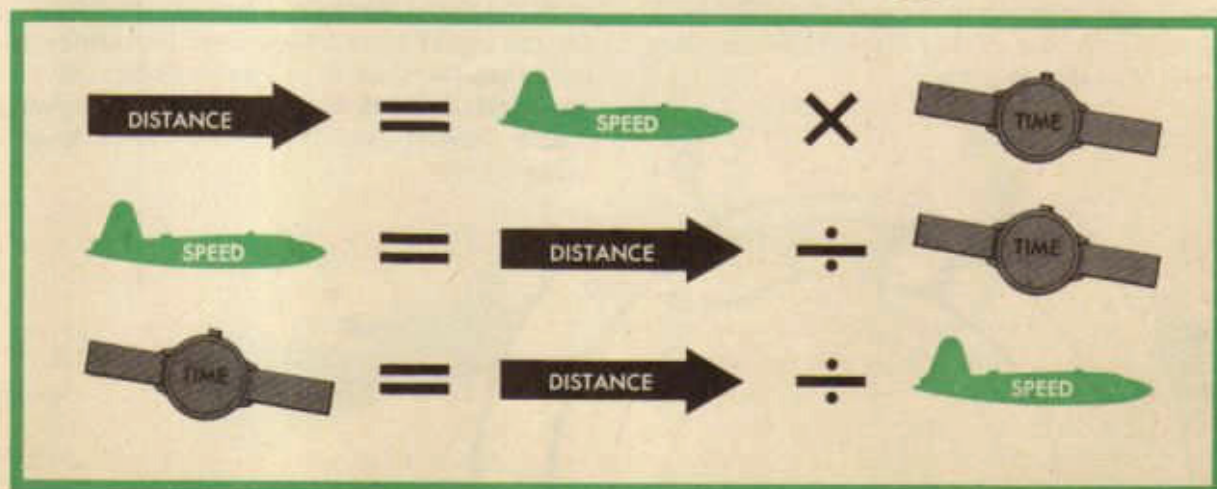 DISTANCE = SPEED × TIME
SPEED = DISTANCE ÷ TIME
TIME = DISTANCE ÷ SPEED